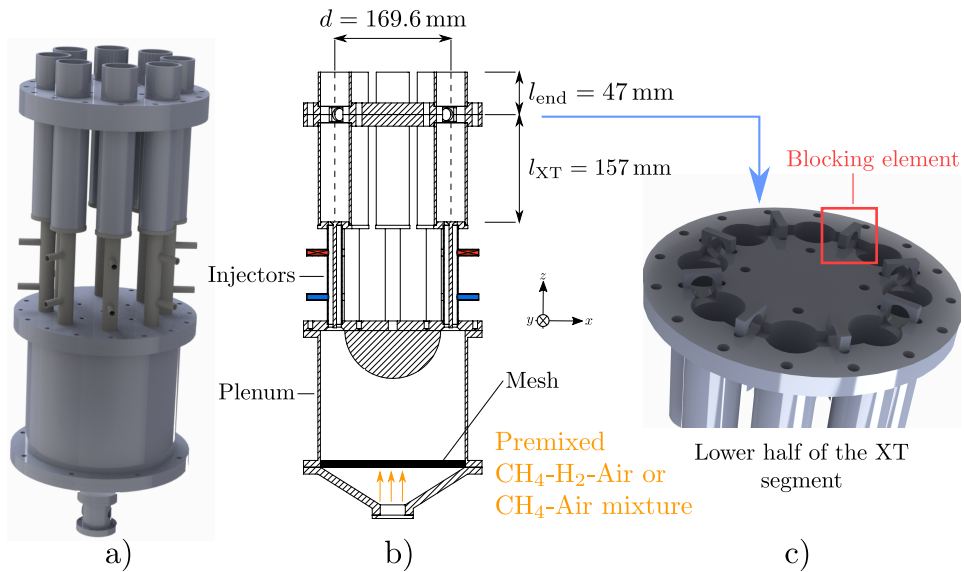 d = 169.6 mm
l_end = 47 mm
l_XT = 157 mm
Blocking element
Injectors
z
y
x
Plenum
Mesh
Premixed
CH₄-H₂-Air or
CH₄-Air mixture
Lower half of the XT
segment
a)
b)
c)